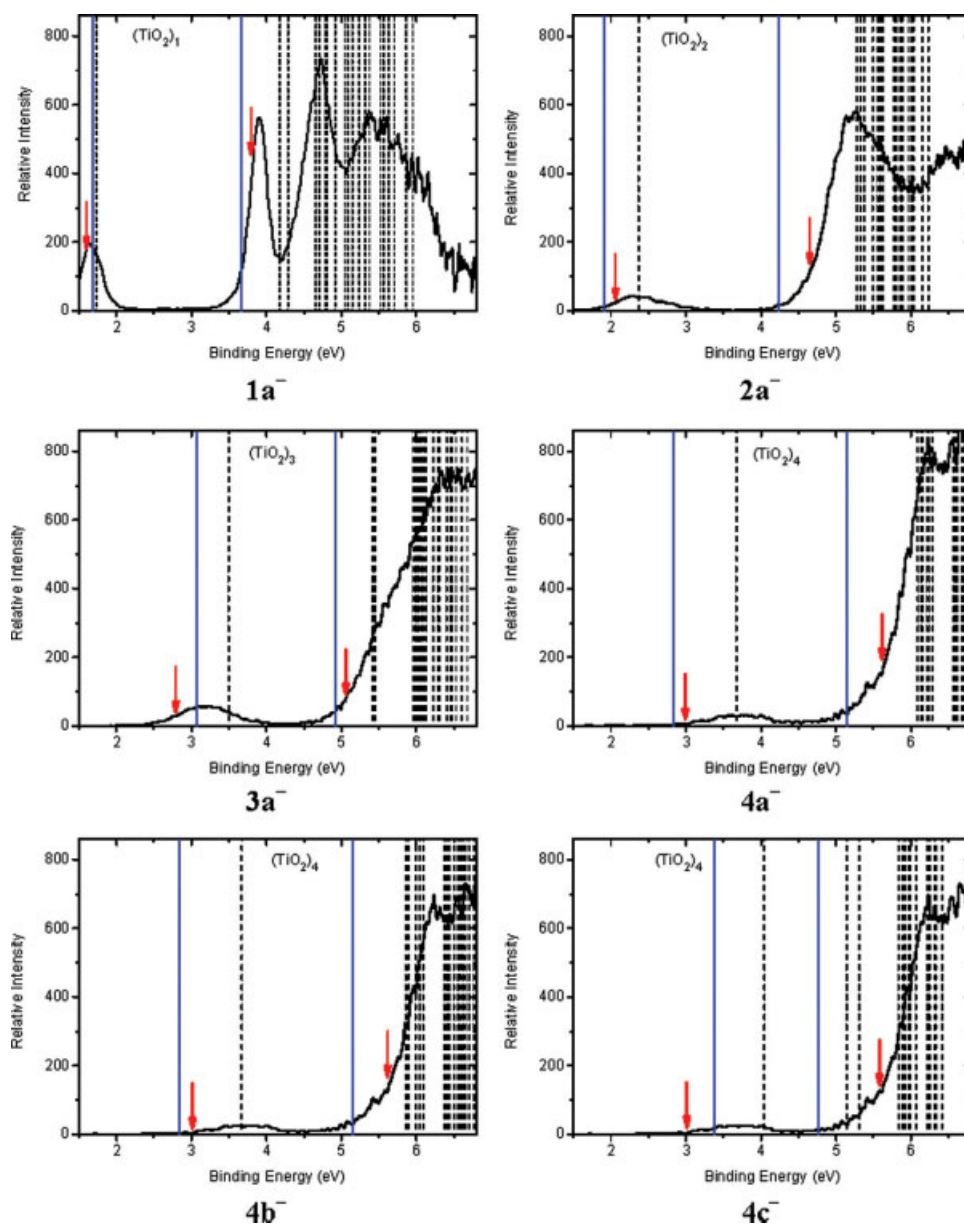 (TiO₂)₁
Relative Intensity
800
600
400
200
0
2 3 4 5 6
Binding Energy (eV)
1a⁻
(TiO₂)₂
Relative Intensity
800
600
400
200
0
2 3 4 5 6
Binding Energy (eV)
2a⁻
(TiO₂)₃
Relative Intensity
800
600
400
200
0
2 3 4 5 6
Binding Energy (eV)
3a⁻
(TiO₂)₄
Relative Intensity
800
600
400
200
0
2 3 4 5 6
Binding Energy (eV)
4a⁻
(TiO₂)₄
Relative Intensity
800
600
400
200
0
2 3 4 5 6
Binding Energy (eV)
4b⁻
(TiO₂)₄
Relative Intensity
800
600
400
200
0
2 3 4 5 6
Binding Energy (eV)
4c⁻